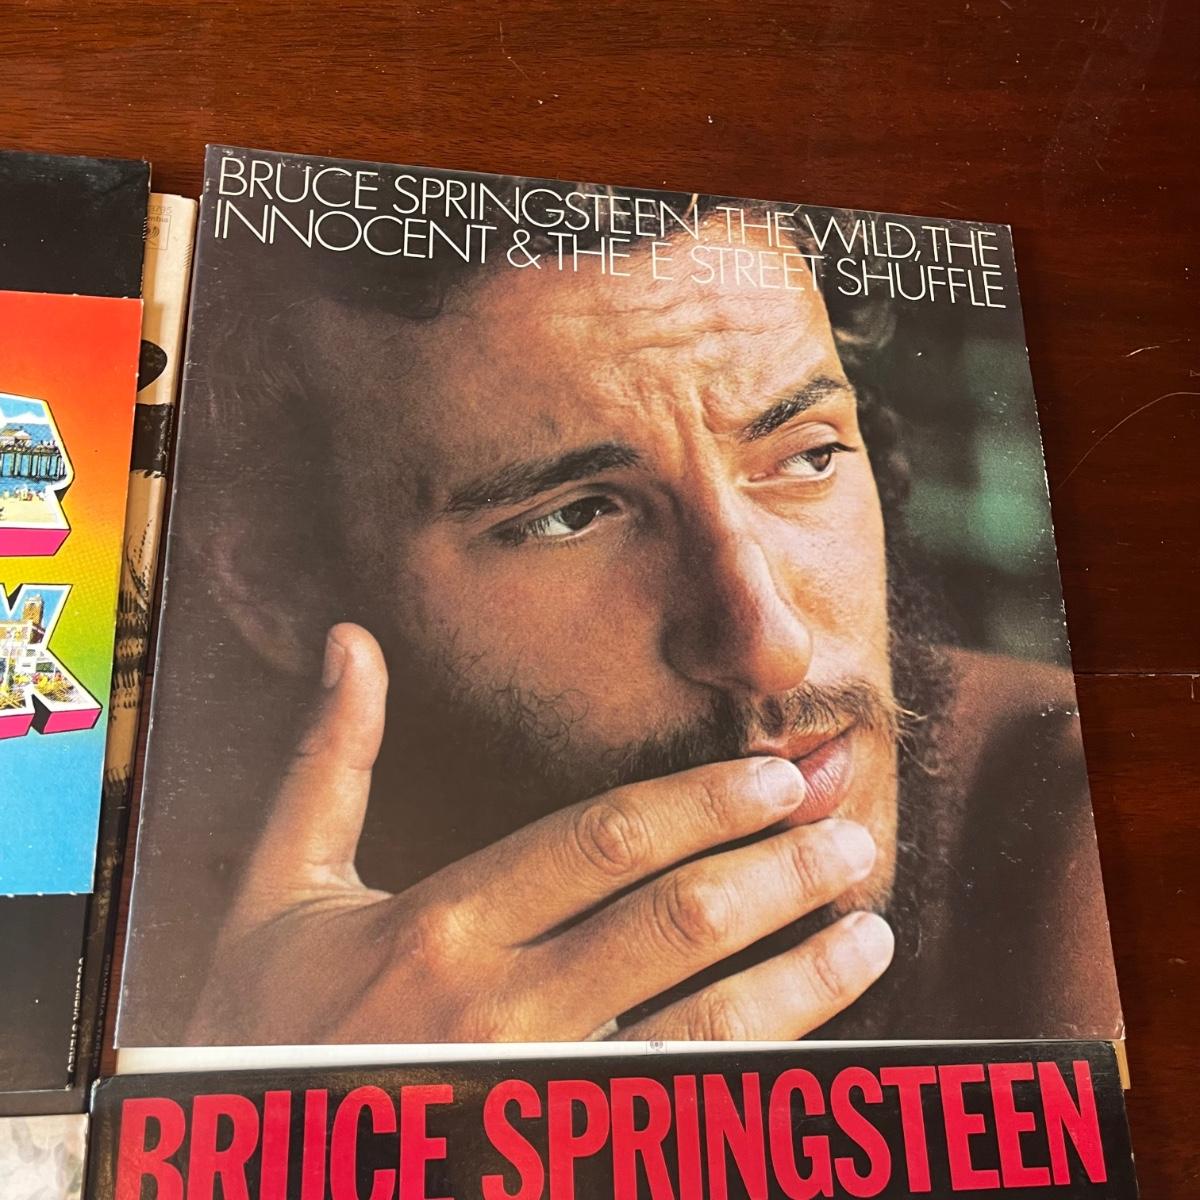 BRUCE SPRINGSTEEN: THE WILD, THE
INNOCENT & THE E STREET SHUFFLE
BRUCE SPRINGSTEEN